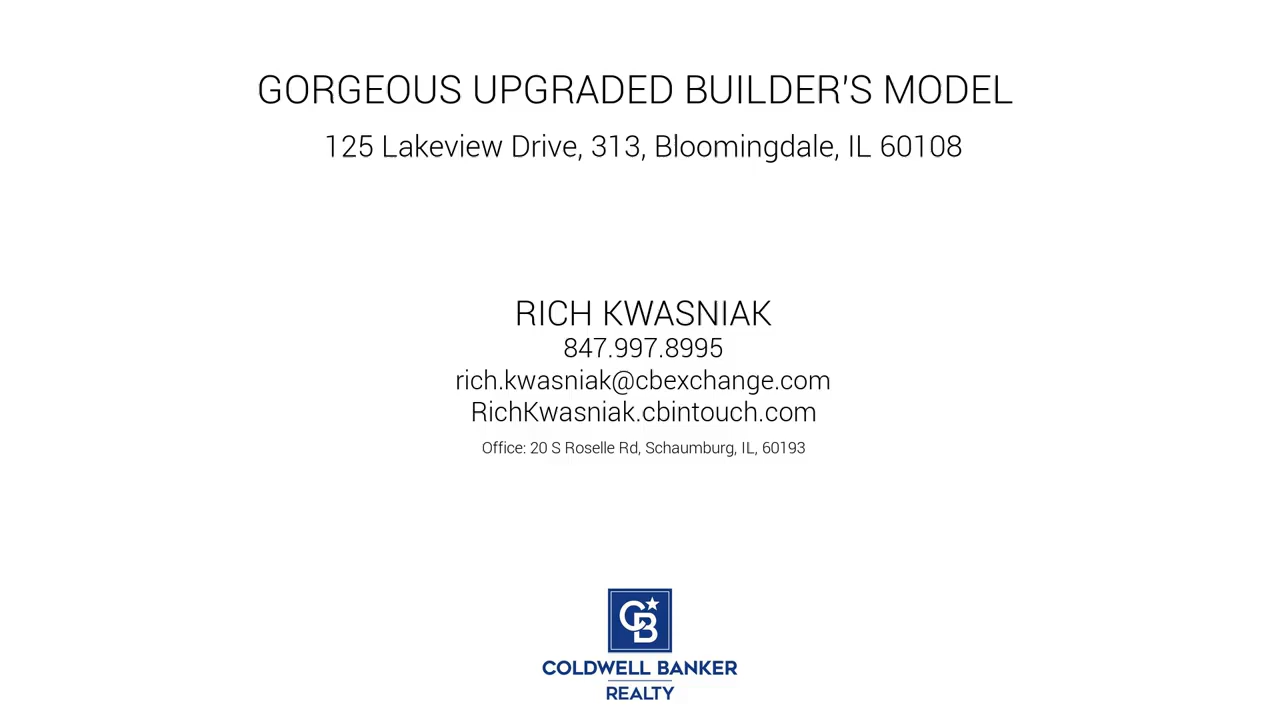 GORGEOUS UPGRADED BUILDER'S MODEL
125 Lakeview Drive, 313, Bloomingdale, IL 60108
RICH KWASNIAK
847.997.8995
rich.kwasniak@cbexchange.com
RichKwasniak.cbintouch.com
Office: 20 S Roselle Rd, Schaumburg, IL, 60193
CB
COLDWELL BANKER
REALTY